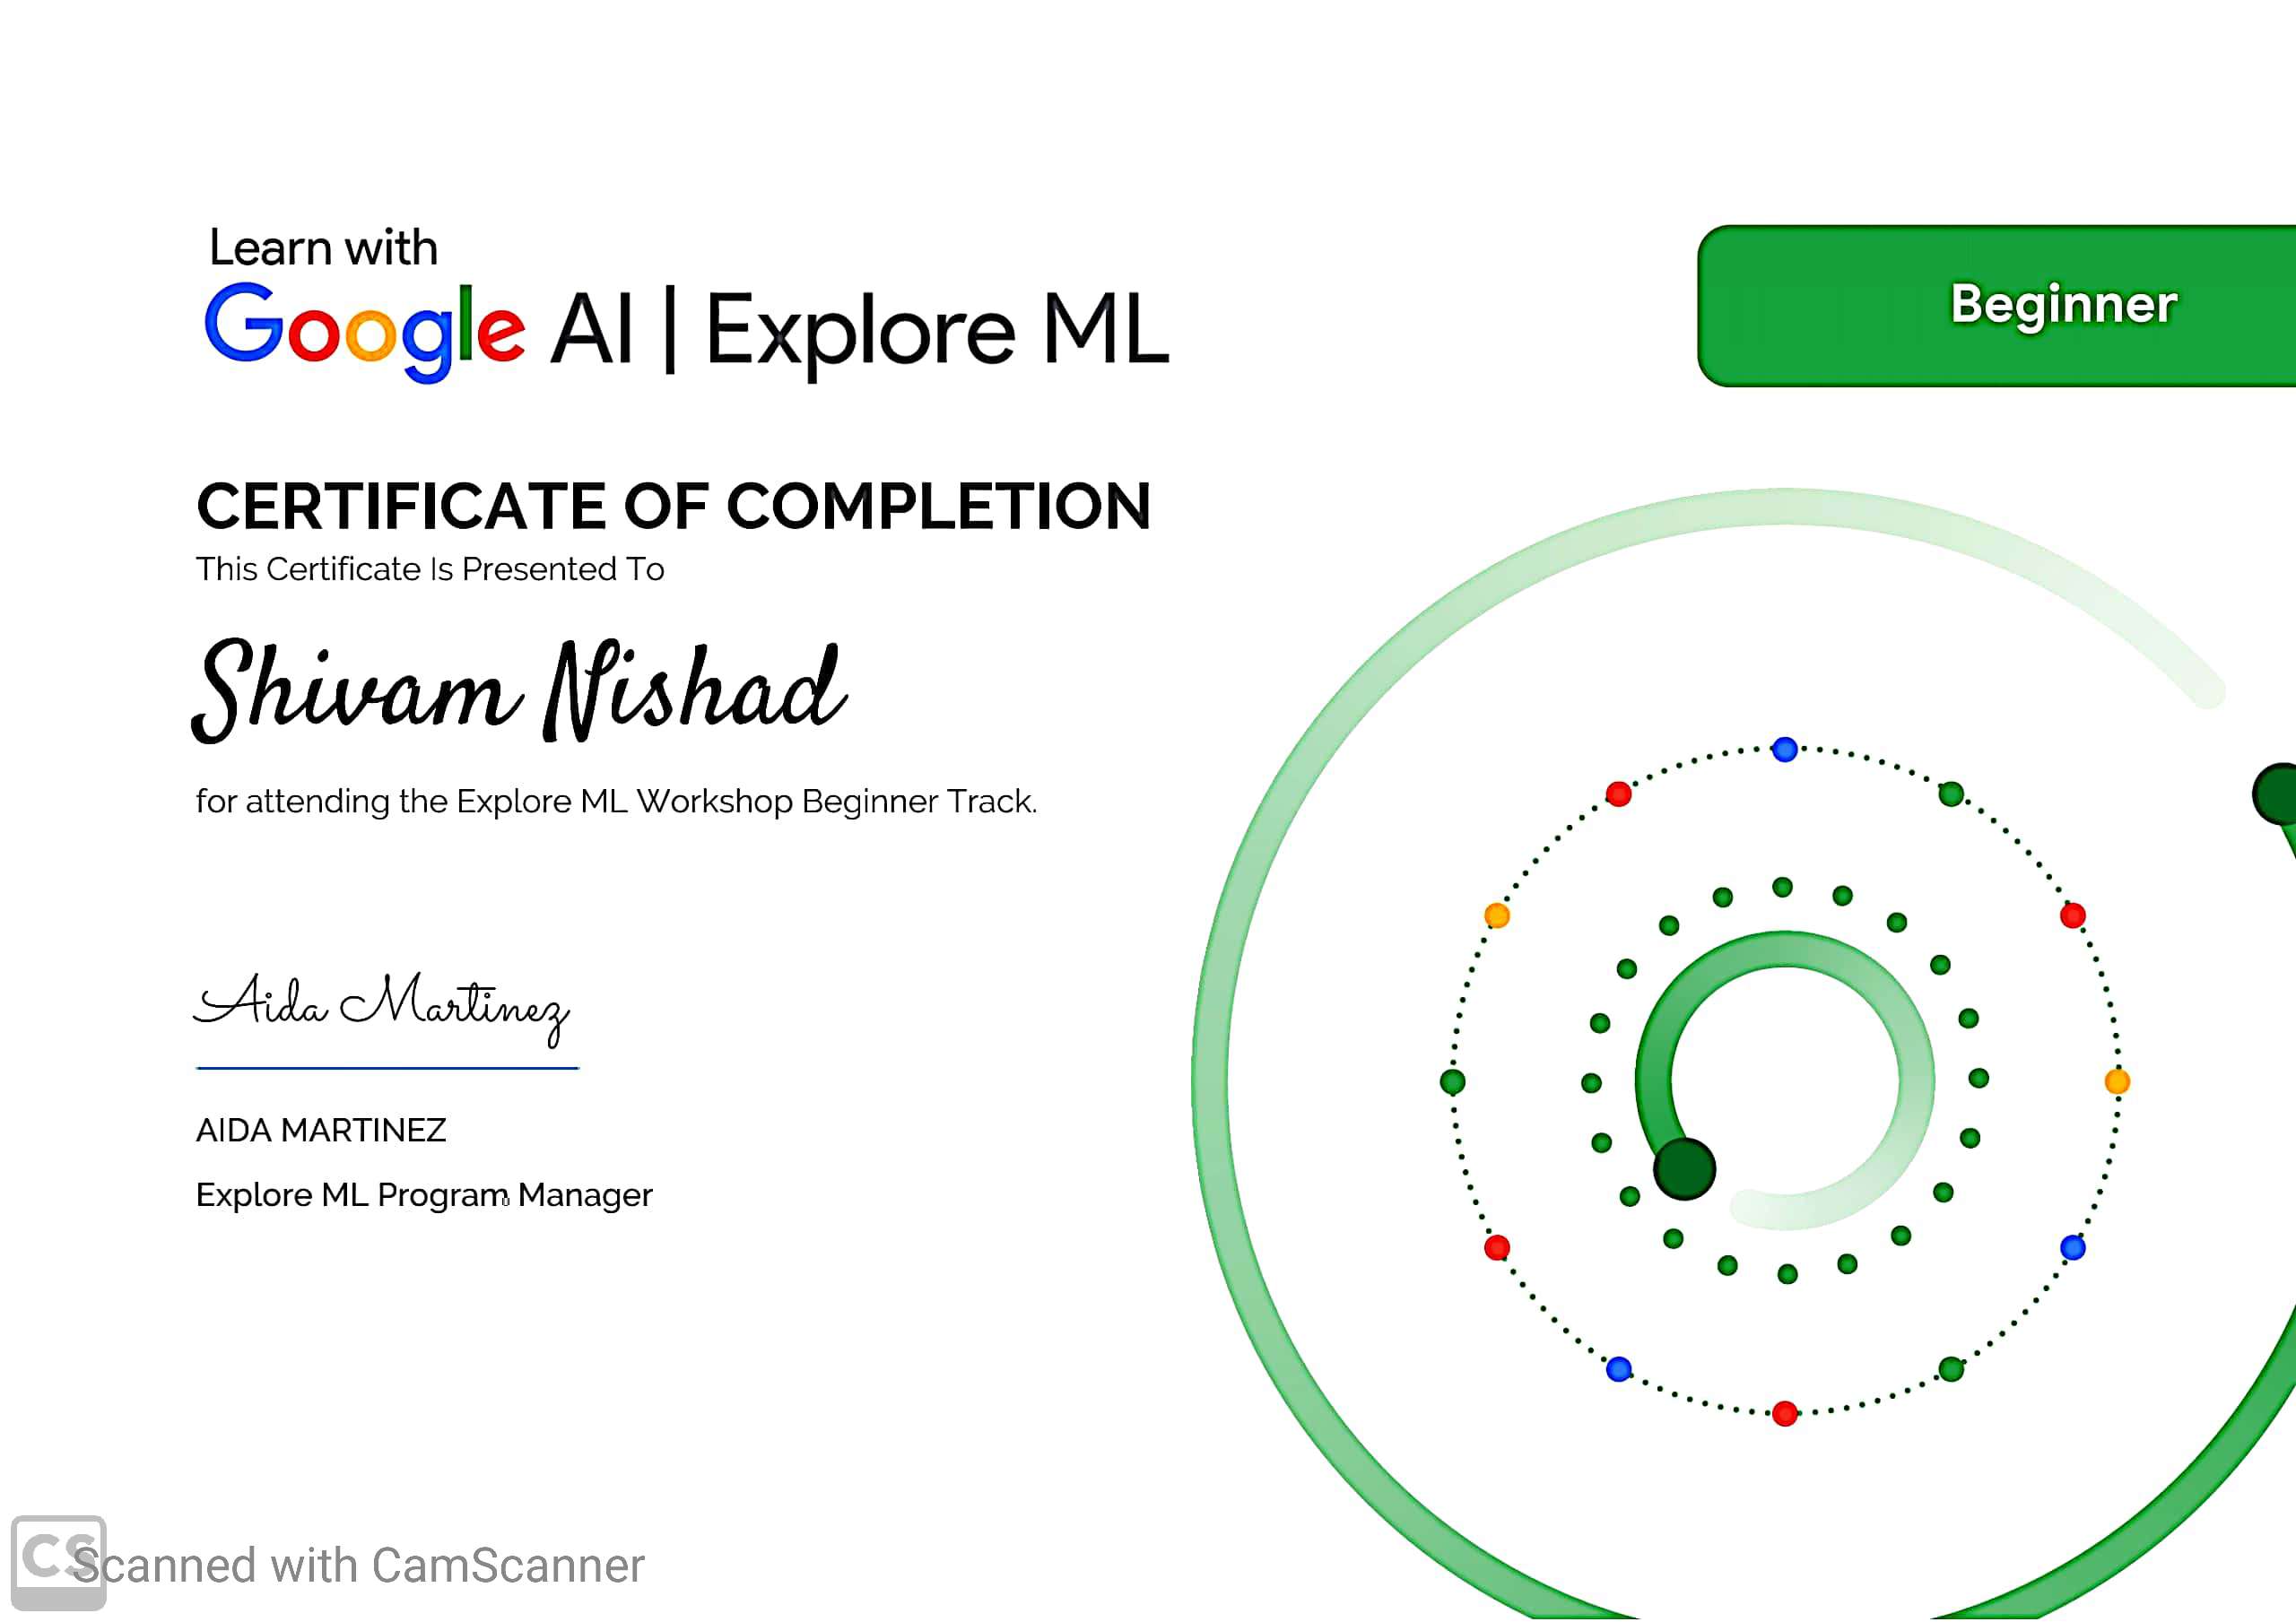 Learn with
Google AI | Explore ML
Beginner
CERTIFICATE OF COMPLETION
This Certificate Is Presented To
Shivam Nishad
for attending the Explore ML Workshop Beginner Track.
Aida Martinez
AIDA MARTINEZ
Explore ML Program Manager
CS
Scanned with CamScanner